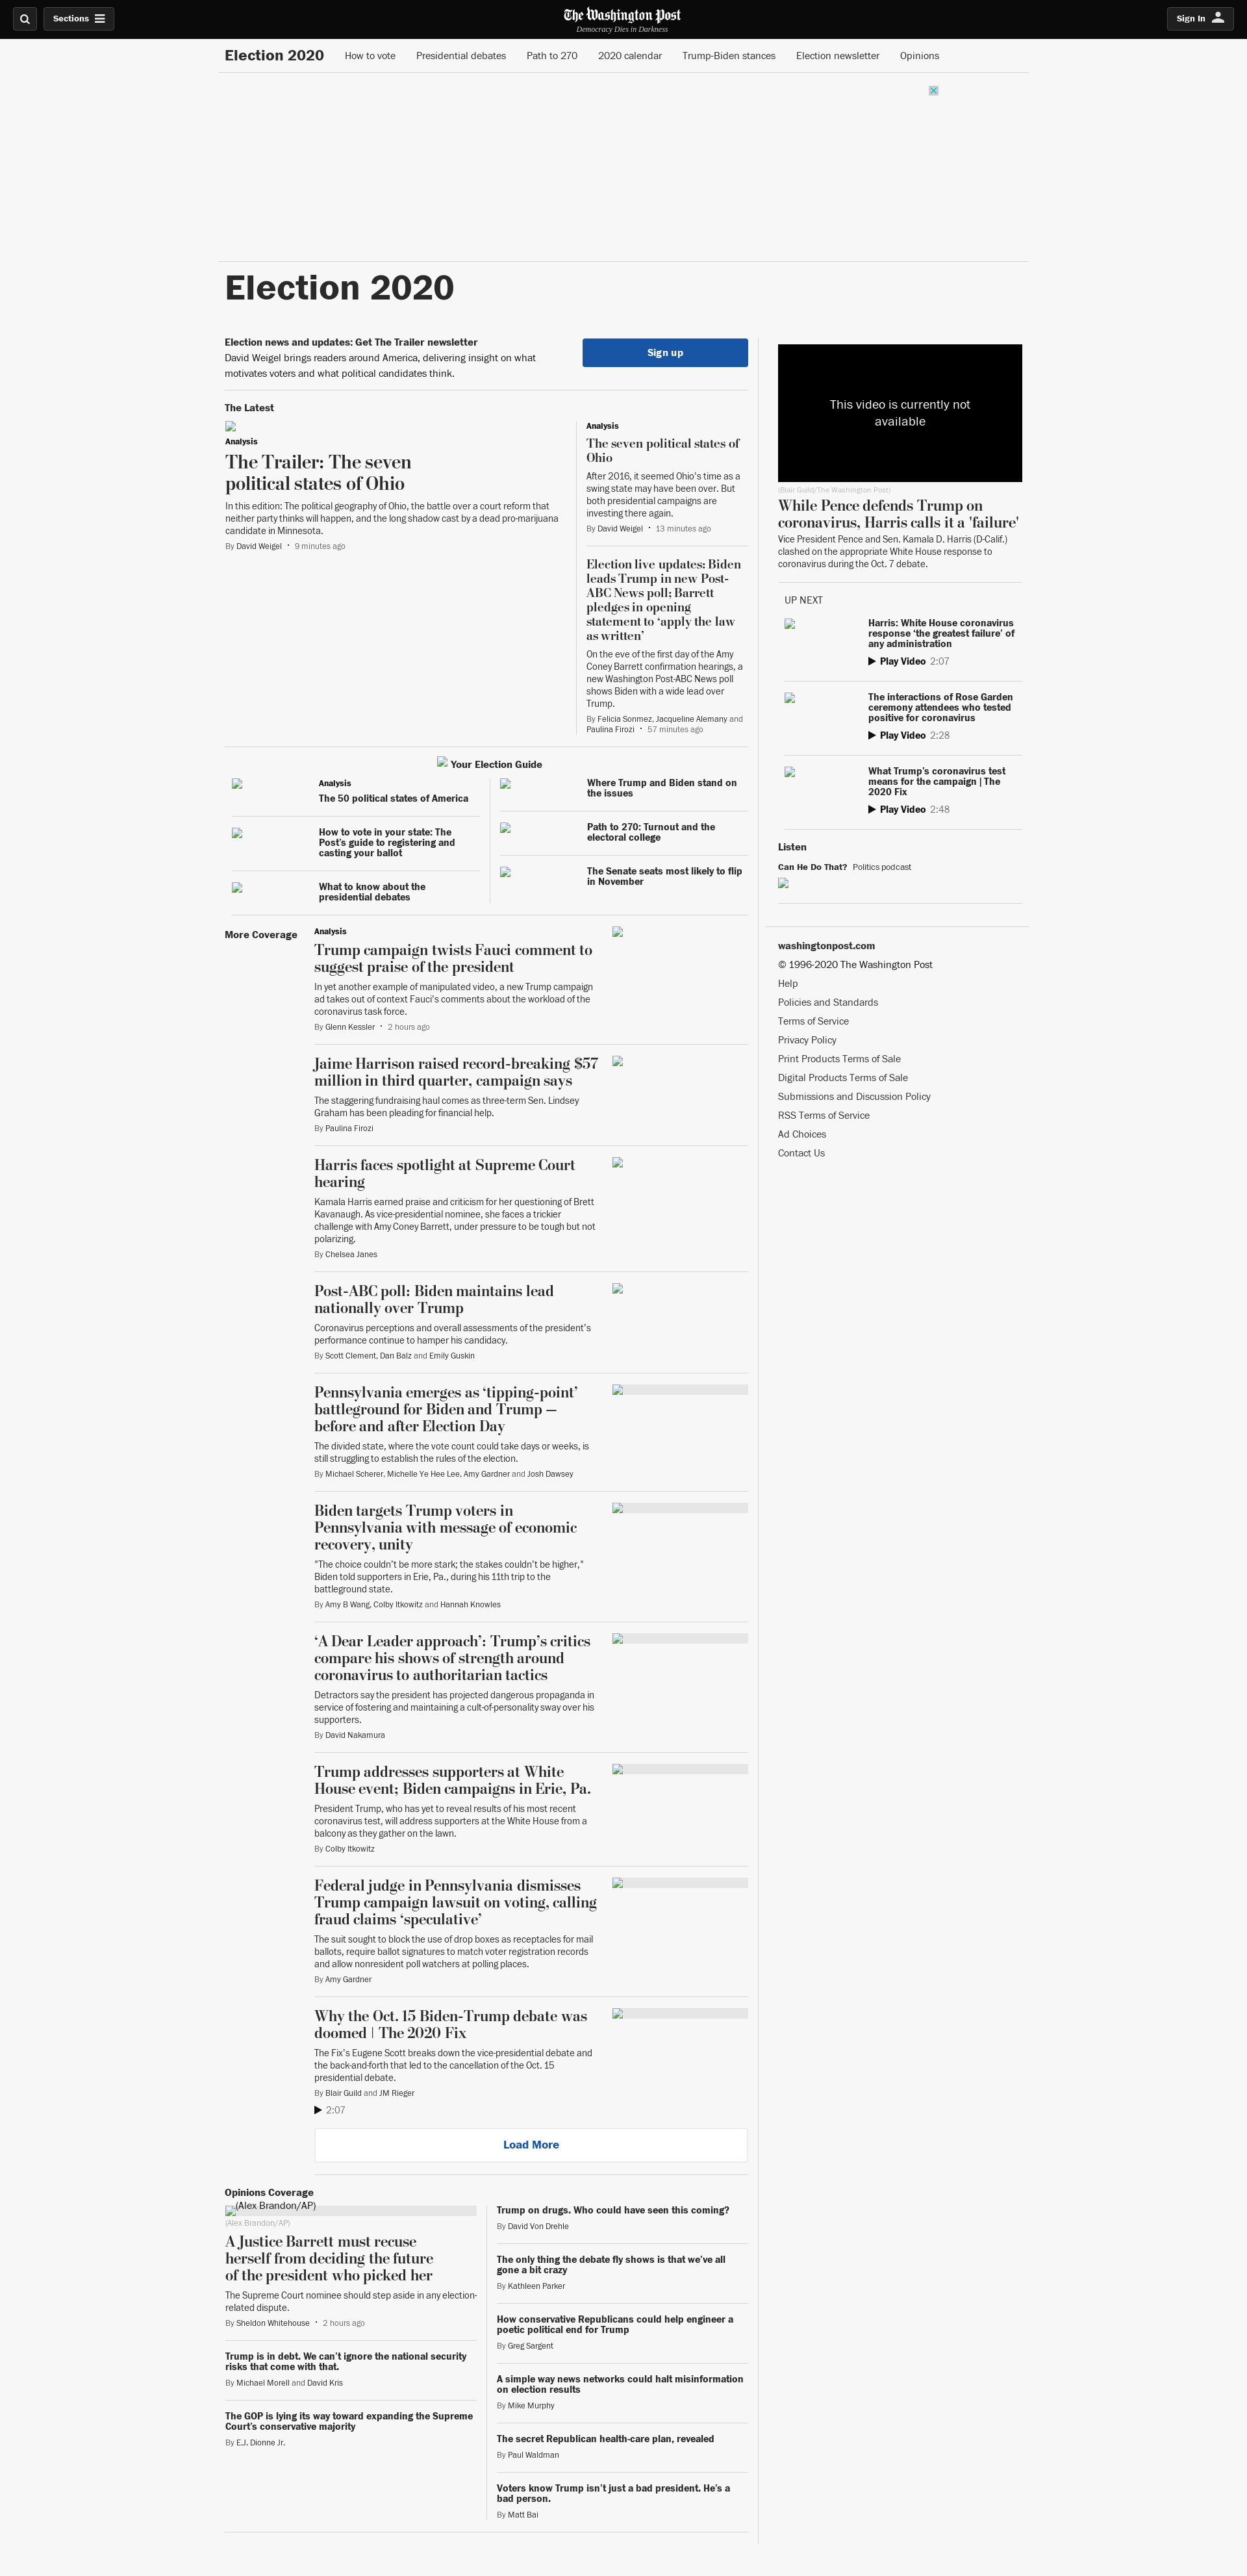 Sections
The Washington Post
Democracy Dies in Darkness
Sign In
Election 2020
How to vote
Presidential debates
Path to 270
2020 calendar
Trump-Biden stances
Election newsletter
Opinions
Election 2020
Election news and updates: Get The Trailer newsletter
David Weigel brings readers around America, delivering insight on what
motivates voters and what political candidates think.
Sign up
The Latest
Analysis
The Trailer: The seven
political states of Ohio
In this edition: The political geography of Ohio, the battle over a court reform that
neither party thinks will happen, and the long shadow cast by a dead pro-marijuana
candidate in Minnesota.
By David Weigel • 9 minutes ago
Analysis
The seven political states of
Ohio
After 2016, it seemed Ohio's time as a
swing state may have been over. But
both presidential campaigns are
investing there again.
By David Weigel • 13 minutes ago
Election live updates: Biden
leads Trump in new Post-
ABC News poll; Barrett
pledges in opening
statement to ‘apply the law
as written’
On the eve of the first day of the Amy
Coney Barrett confirmation hearings, a
new Washington Post-ABC News poll
shows Biden with a wide lead over
Trump.
By Felicia Sonmez, Jacqueline Alemany and
Paulina Firozi • 57 minutes ago
Your Election Guide
Analysis
The 50 political states of America
How to vote in your state: The
Post’s guide to registering and
casting your ballot
What to know about the
presidential debates
Where Trump and Biden stand on
the issues
Path to 270: Turnout and the
electoral college
The Senate seats most likely to flip
in November
More Coverage
Analysis
Trump campaign twists Fauci comment to
suggest praise of the president
In yet another example of manipulated video, a new Trump campaign
ad takes out of context Fauci's comments about the workload of the
coronavirus task force.
By Glenn Kessler • 2 hours ago
Jaime Harrison raised record-breaking $57
million in third quarter, campaign says
The staggering fundraising haul comes as three-term Sen. Lindsey
Graham has been pleading for financial help.
By Paulina Firozi
Harris faces spotlight at Supreme Court
hearing
Kamala Harris earned praise and criticism for her questioning of Brett
Kavanaugh. As vice-presidential nominee, she faces a trickier
challenge with Amy Coney Barrett, under pressure to be tough but not
polarizing.
By Chelsea Janes
Post-ABC poll: Biden maintains lead
nationally over Trump
Coronavirus perceptions and overall assessments of the president’s
performance continue to hamper his candidacy.
By Scott Clement, Dan Balz and Emily Guskin
Pennsylvania emerges as ‘tipping-point’
battleground for Biden and Trump —
before and after Election Day
The divided state, where the vote count could take days or weeks, is
still struggling to establish the rules of the election.
By Michael Scherer, Michelle Ye Hee Lee, Amy Gardner and Josh Dawsey
Biden targets Trump voters in
Pennsylvania with message of economic
recovery, unity
"The choice couldn't be more stark; the stakes couldn't be higher,"
Biden told supporters in Erie, Pa., during his 11th trip to the
battleground state.
By Amy B Wang, Colby Itkowitz and Hannah Knowles
‘A Dear Leader approach’: Trump’s critics
compare his shows of strength around
coronavirus to authoritarian tactics
Detractors say the president has projected dangerous propaganda in
service of fostering and maintaining a cult-of-personality sway over his
supporters.
By David Nakamura
Trump addresses supporters at White
House event; Biden campaigns in Erie, Pa.
President Trump, who has yet to reveal results of his most recent
coronavirus test, will address supporters at the White House from a
balcony as they gather on the lawn.
By Colby Itkowitz
Federal judge in Pennsylvania dismisses
Trump campaign lawsuit on voting, calling
fraud claims ‘speculative’
The suit sought to block the use of drop boxes as receptacles for mail
ballots, require ballot signatures to match voter registration records
and allow nonresident poll watchers at polling places.
By Amy Gardner
Why the Oct. 15 Biden-Trump debate was
doomed | The 2020 Fix
The Fix’s Eugene Scott breaks down the vice-presidential debate and
the back-and-forth that led to the cancellation of the Oct. 15
presidential debate.
By Blair Guild and JM Rieger
2:07
Load More
Opinions Coverage
(Alex Brandon/AP)
(Alex Brandon/AP)
A Justice Barrett must recuse
herself from deciding the future
of the president who picked her
The Supreme Court nominee should step aside in any election-
related dispute.
By Sheldon Whitehouse • 2 hours ago
Trump is in debt. We can’t ignore the national security
risks that come with that.
By Michael Morell and David Kris
The GOP is lying its way toward expanding the Supreme
Court’s conservative majority
By E.J. Dionne Jr.
Trump on drugs. Who could have seen this coming?
By David Von Drehle
The only thing the debate fly shows is that we’ve all
gone a bit crazy
By Kathleen Parker
How conservative Republicans could help engineer a
poetic political end for Trump
By Greg Sargent
A simple way news networks could halt misinformation
on election results
By Mike Murphy
The secret Republican health-care plan, revealed
By Paul Waldman
Voters know Trump isn’t just a bad president. He’s a
bad person.
By Matt Bai
This video is currently not
available
(Blair Guild/The Washington Post)
While Pence defends Trump on
coronavirus, Harris calls it a 'failure'
Vice President Pence and Sen. Kamala D. Harris (D-Calif.)
clashed on the appropriate White House response to
coronavirus during the Oct. 7 debate.
UP NEXT
Harris: White House coronavirus
response ‘the greatest failure’ of
any administration
Play Video 2:07
The interactions of Rose Garden
ceremony attendees who tested
positive for coronavirus
Play Video 2:28
What Trump’s coronavirus test
means for the campaign | The
2020 Fix
Play Video 2:48
Listen
Can He Do That? Politics podcast
washingtonpost.com
© 1996-2020 The Washington Post
Help
Policies and Standards
Terms of Service
Privacy Policy
Print Products Terms of Sale
Digital Products Terms of Sale
Submissions and Discussion Policy
RSS Terms of Service
Ad Choices
Contact Us